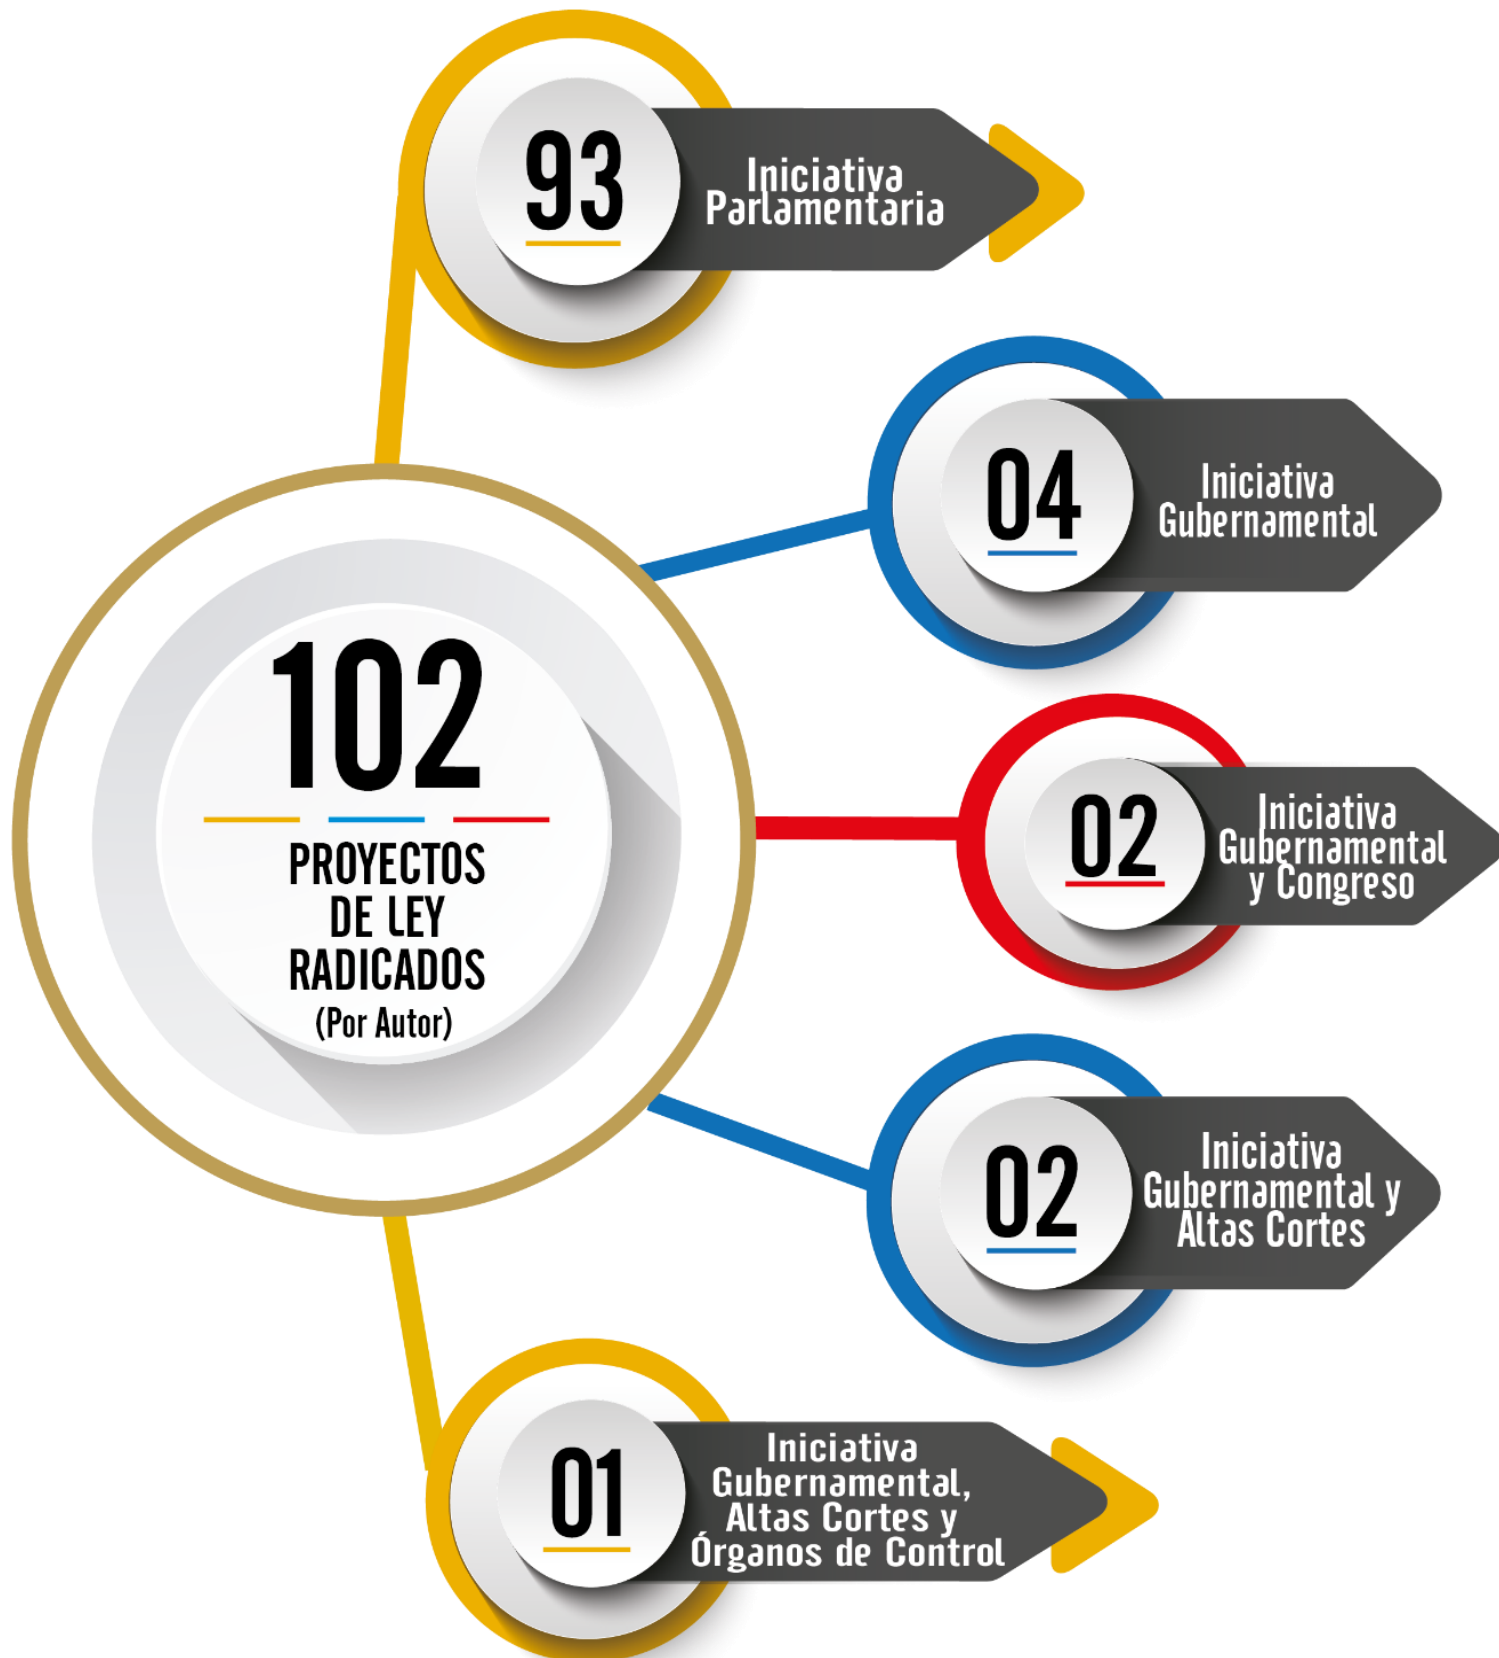 93
Iniciativa
Parlamentaria
04
Iniciativa
Gubernamental
102
PROYECTOS
DE LEY
RADICADOS
(Por Autor)
02
Iniciativa
Gubernamental
y Congreso
02
Iniciativa
Gubernamental y
Altas Cortes
01
Iniciativa
Gubernamental,
Altas Cortes y
Órganos de Control